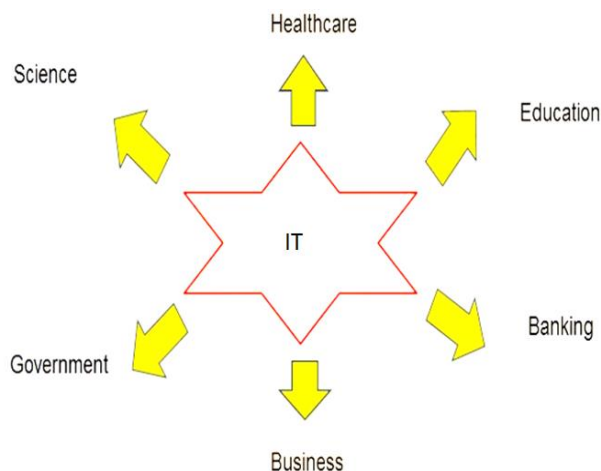 Healthcare
Science
Education
IT
Banking
Government
Business